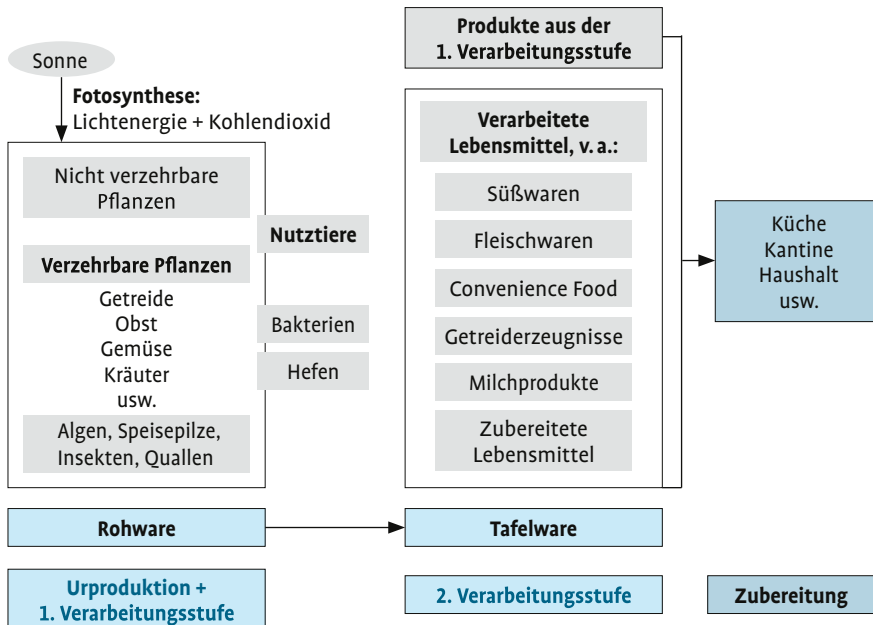 Sonne
Fotosynthese:
Lichtenergie + Kohlendioxid
Nicht verzehrbare
Pflanzen
Nutztiere
Verzehrbare Pflanzen
Getreide
Obst
Gemüse
Kräuter
usw.
Bakterien
Hefen
Algen, Speisepilze,
Insekten, Quallen
Rohware
Urproduktion +
1. Verarbeitungsstufe
Produkte aus der
1. Verarbeitungsstufe
Verarbeitete
Lebensmittel, v. a.:
Süßwaren
Fleischwaren
Convenience Food
Getreiderzeugnisse
Milchprodukte
Zubereitete
Lebensmittel
Tafelware
2. Verarbeitungsstufe
Küche
Kantine
Haushalt
usw.
Zubereitung